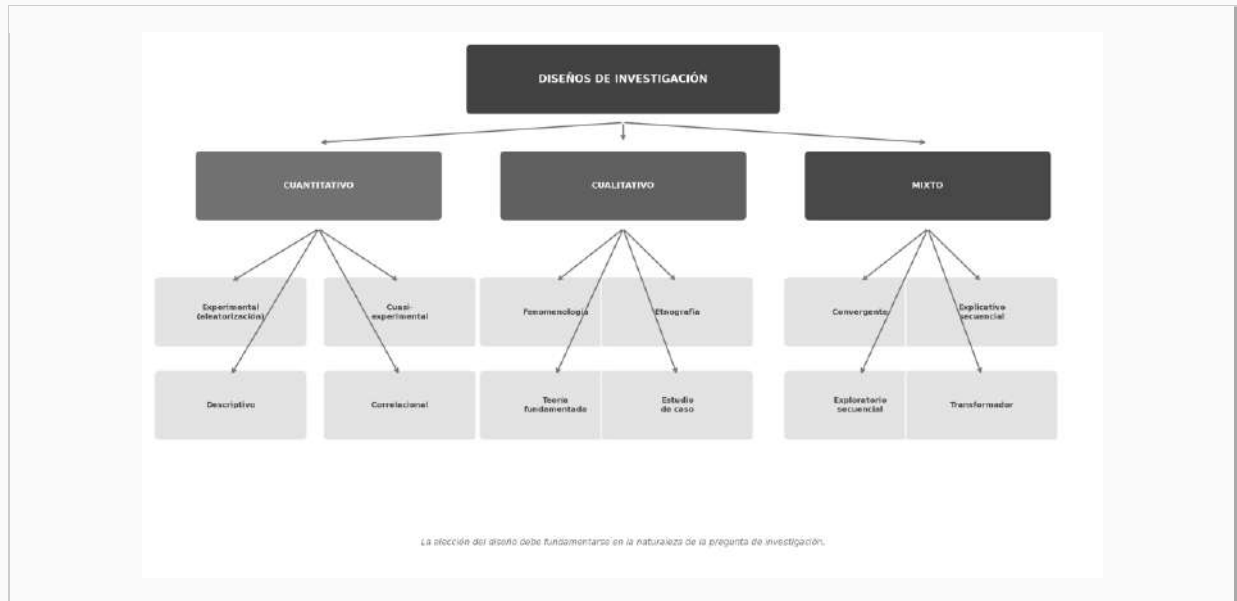 DISEÑOS DE INVESTIGACIÓN
CUANTITATIVO
CUALITATIVO
MIXTO
Experimental
(aleatorización)
Cuasi-
experimental
Fenomenología
Etnografía
Convergente
Explicativo
secuencial
Descriptivo
Correlacional
Teoría
fundamentada
Estudio
de caso
Exploratorio
secuencial
Transformador
La elección del diseño debe fundamentarse en la naturaleza de la pregunta de investigación.